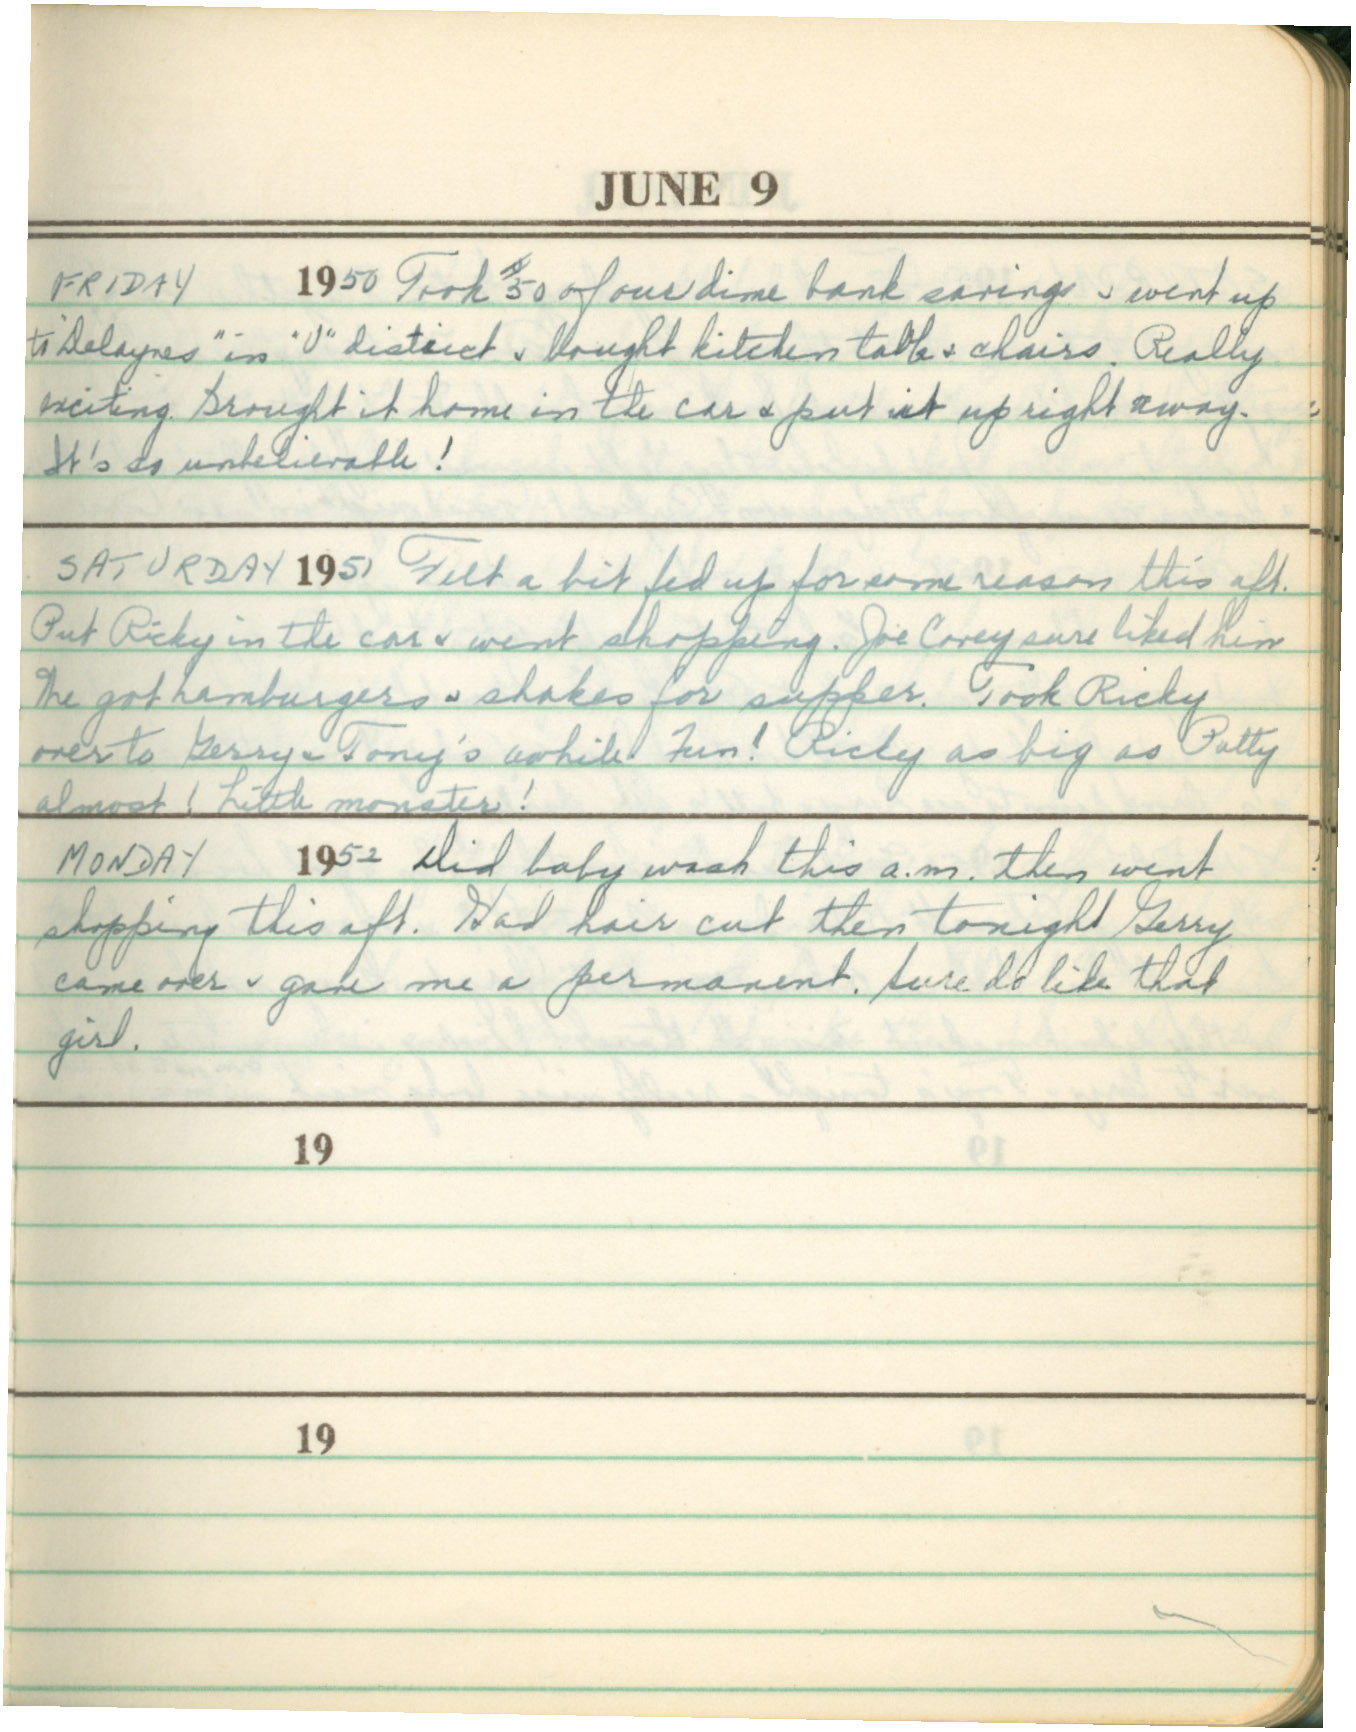 JUNE 9
FRIDAY 1950 Took $50 of our dime bank savings & went up
to "Delaynes" in "U" district & bought kitchen table & chairs. Really
exciting. Brought it home in the car & put it up right away.
It's so unbelievable!
SATURDAY 1951 Felt a bit fed up for some reason this aft.
Put Ricky in the car & went shopping. Joe Covey sure liked him
We got hamburgers & shakes for supper. Took Ricky
over to Gerry & Tony's awhile. Fun! Ricky as big as Patty
almost! Little monster!
MONDAY 1952 Did baby wash this a.m. then went
shopping this aft. Had hair cut then tonight Gerry
came over & gave me a permanent. Sure do like that
girl.
19
19